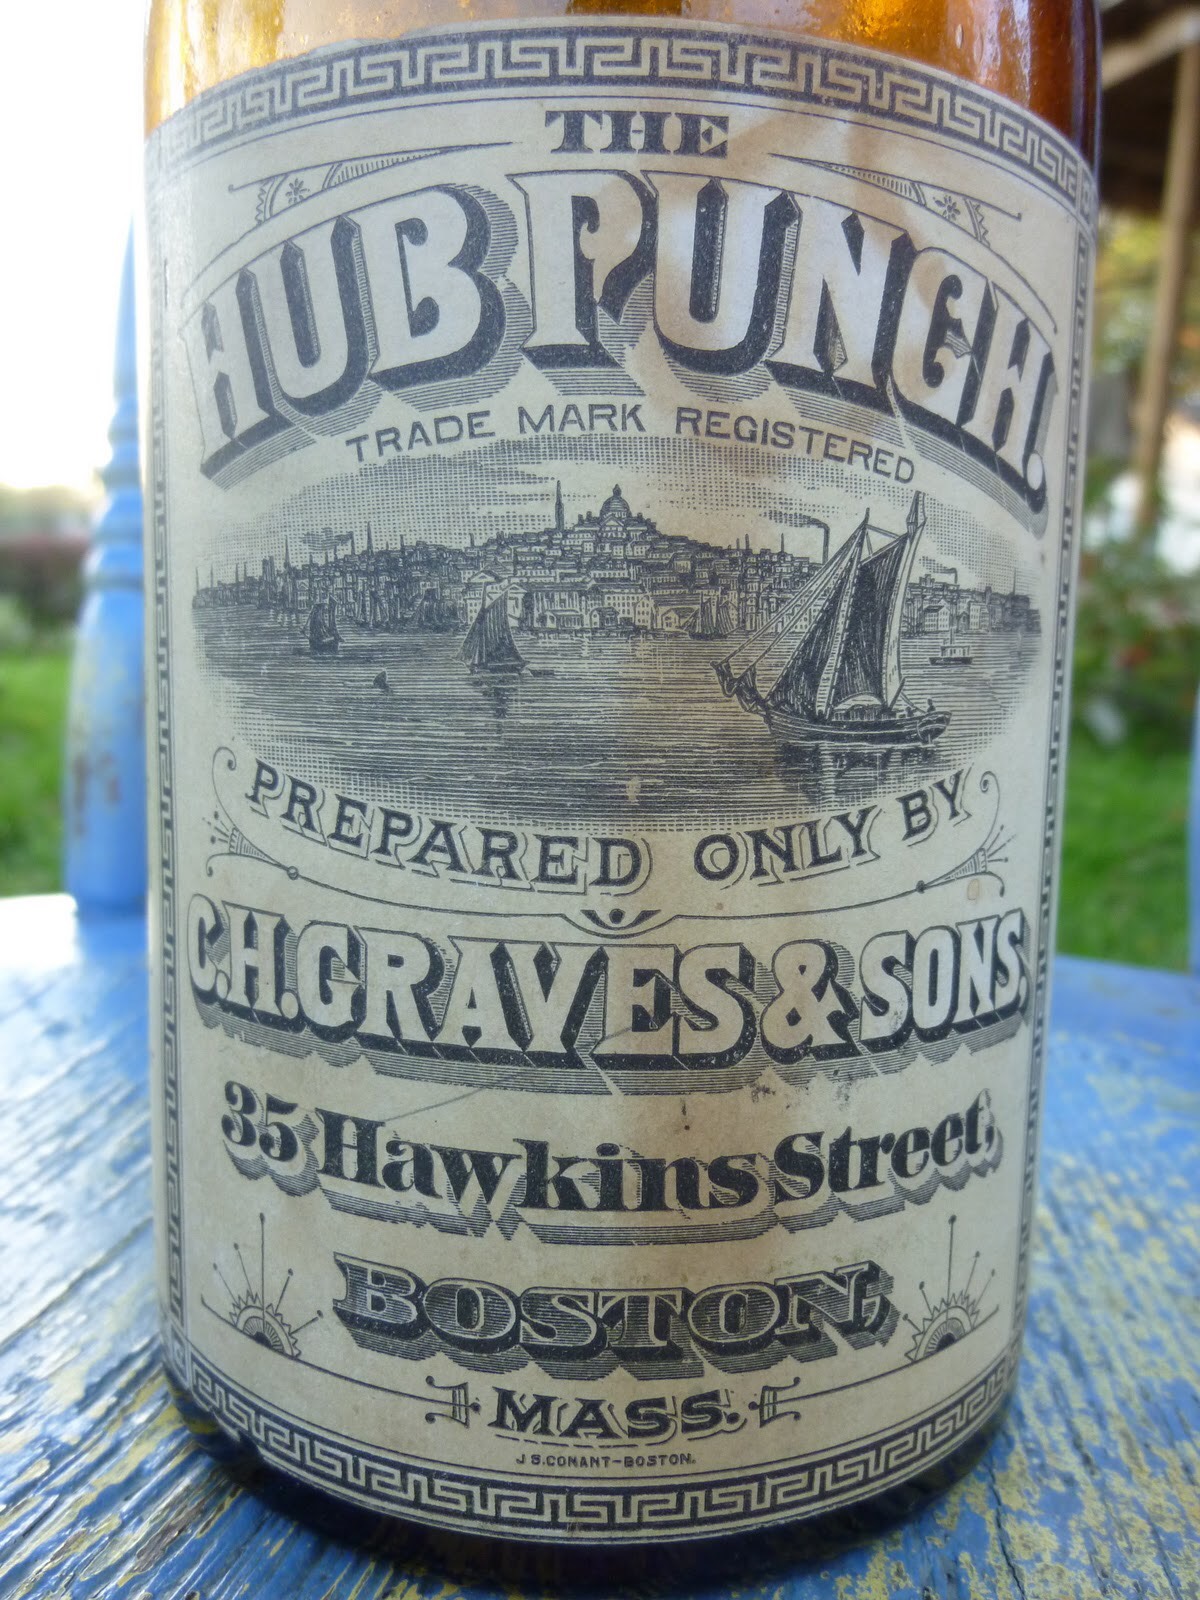 THE
HUB PUNCH.
TRADE MARK REGISTERED
PREPARED ONLY BY
C.H. GRAVES & SONS,
35 Hawkins Street,
BOSTON,
MASS.
J S. CONANT-BOSTON.